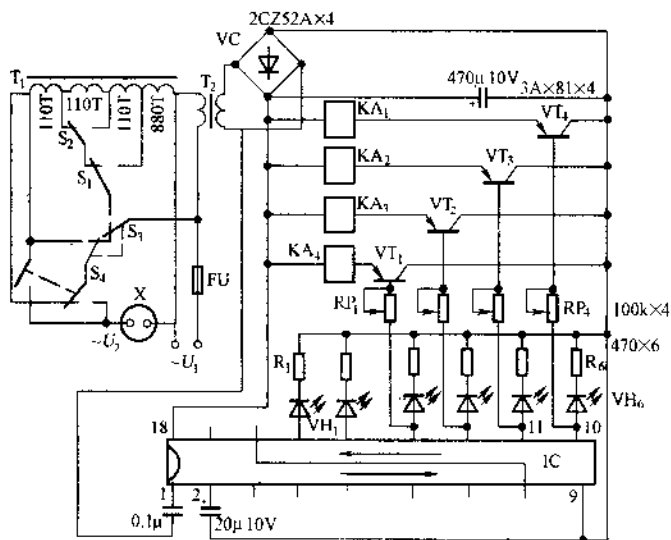 2CZ52A×4
VC
T₁
T₂
110T
110T
110T
880T
470μ 10V
+
3A×81×4
KA₁
VT₄
S₂
KA₂
VT₃
S₁
KA₃
VT₂
S₃
KA₄
VT₁
S₄
FU
RP₁
RP₄
100k×4
X
~U₂
~U₁
470×6
R₁
R₆
VH₁
VH₆
18
11
10
IC
1
2
+
9
0.1μ
20μ 10V